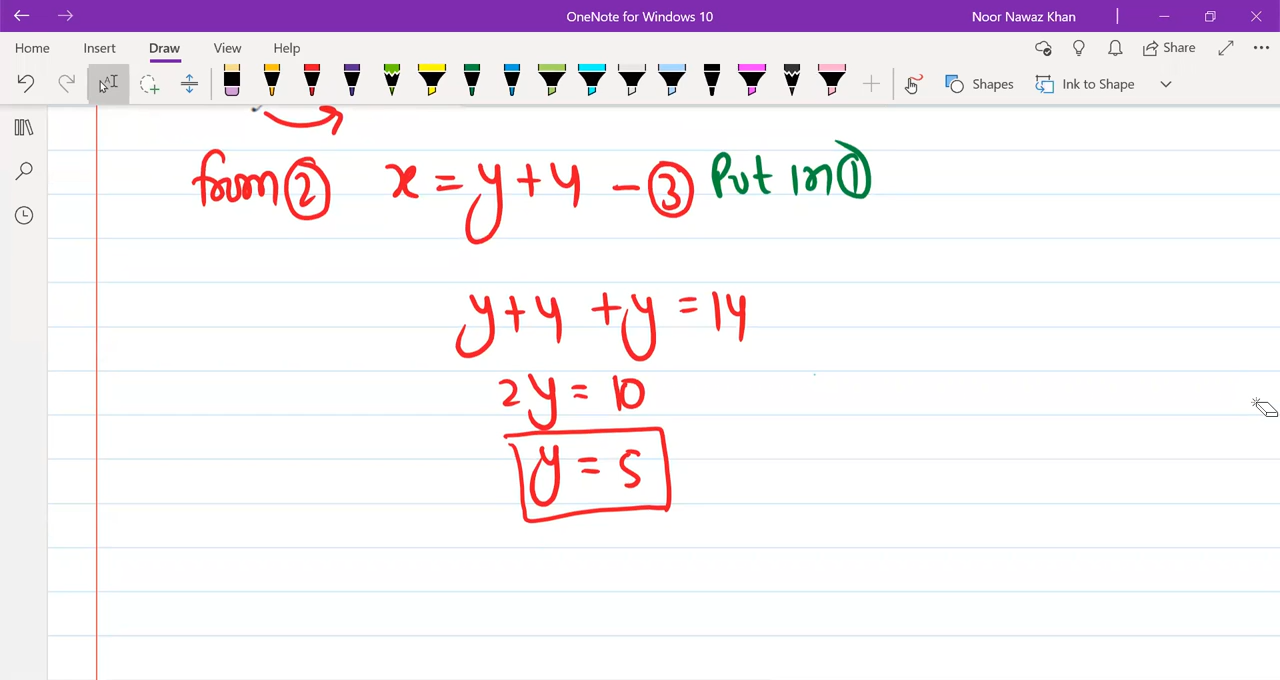 OneNote for Windows 10
Noor Nawaz Khan
Home Insert Draw View Help
Share
Shapes Ink to Shape
from ② x = y + 4 - ③ Put in ①
y + 4 + y = 14
2y = 10
y = 5